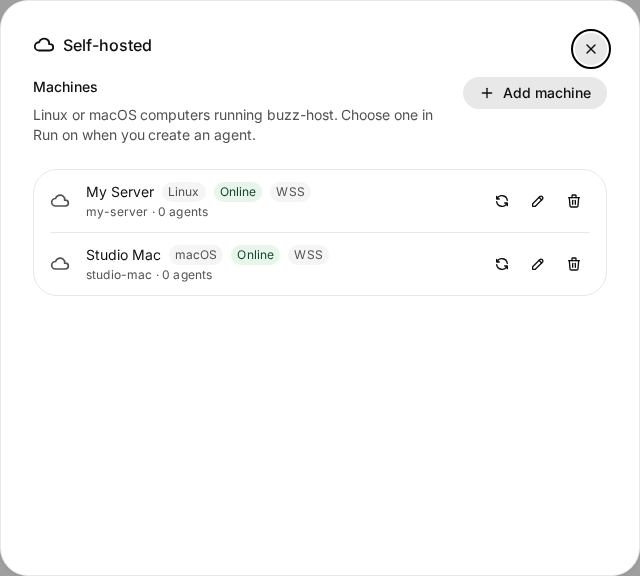 Self-hosted
Machines
Add machine
Linux or macOS computers running buzz-host. Choose one in
Run on when you create an agent.
My Server Linux Online WSS
my-server · 0 agents
Studio Mac macOS Online WSS
studio-mac · 0 agents